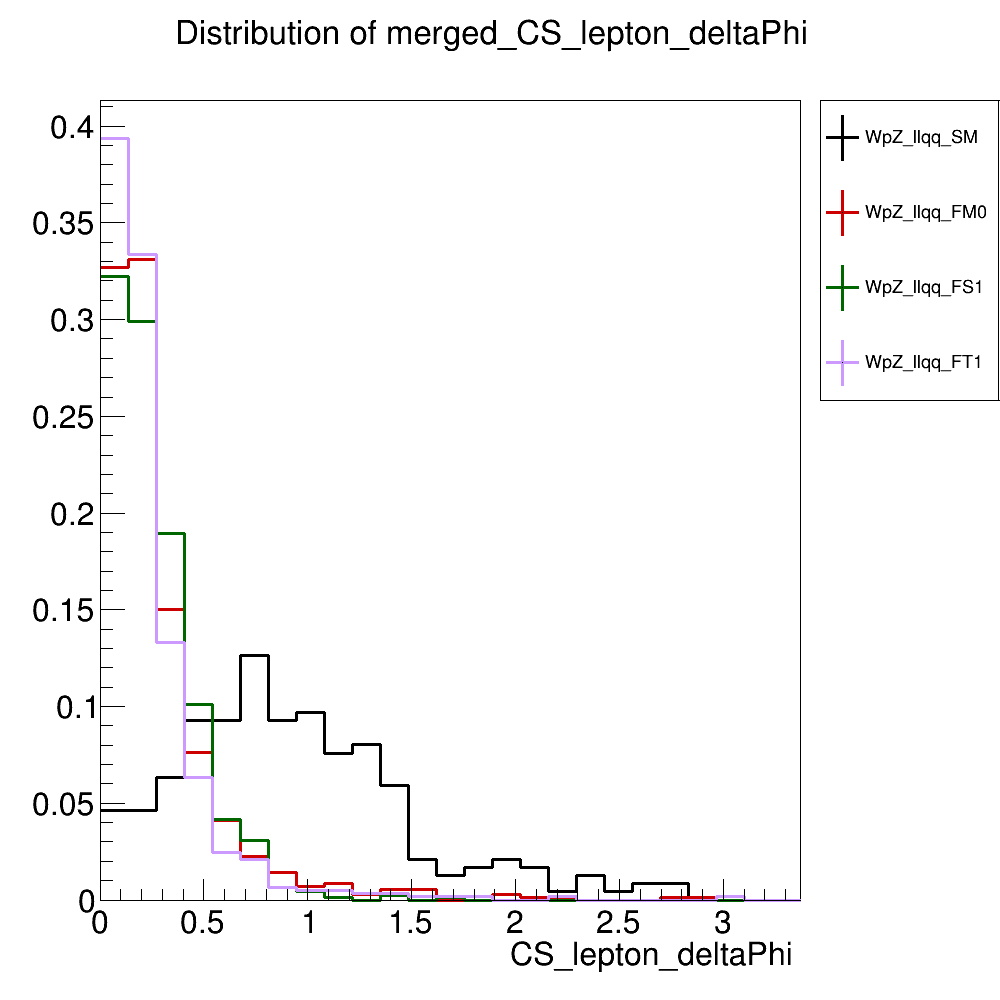 Distribution of merged_CS_lepton_deltaPhi
0.4
0.35
0.3
0.25
0.2
0.15
0.1
0.05
0
0 0.5 1 1.5 2 2.5 3
CS_lepton_deltaPhi
WpZ_llqq_SM
WpZ_llqq_FM0
WpZ_llqq_FS1
WpZ_llqq_FT1